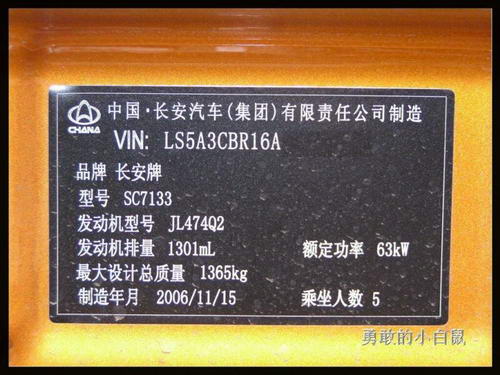 中国·长安汽车(集团)有限责任公司制造
CHANA
VIN: LS5A3CBR16A
品牌 长安牌
型号 SC7133
发动机型号 JL474Q2
发动机排量 1301mL 额定功率 63kW
最大设计总质量 1365kg
制造年月 2006/11/15 乘坐人数 5
勇敢的小白鼠